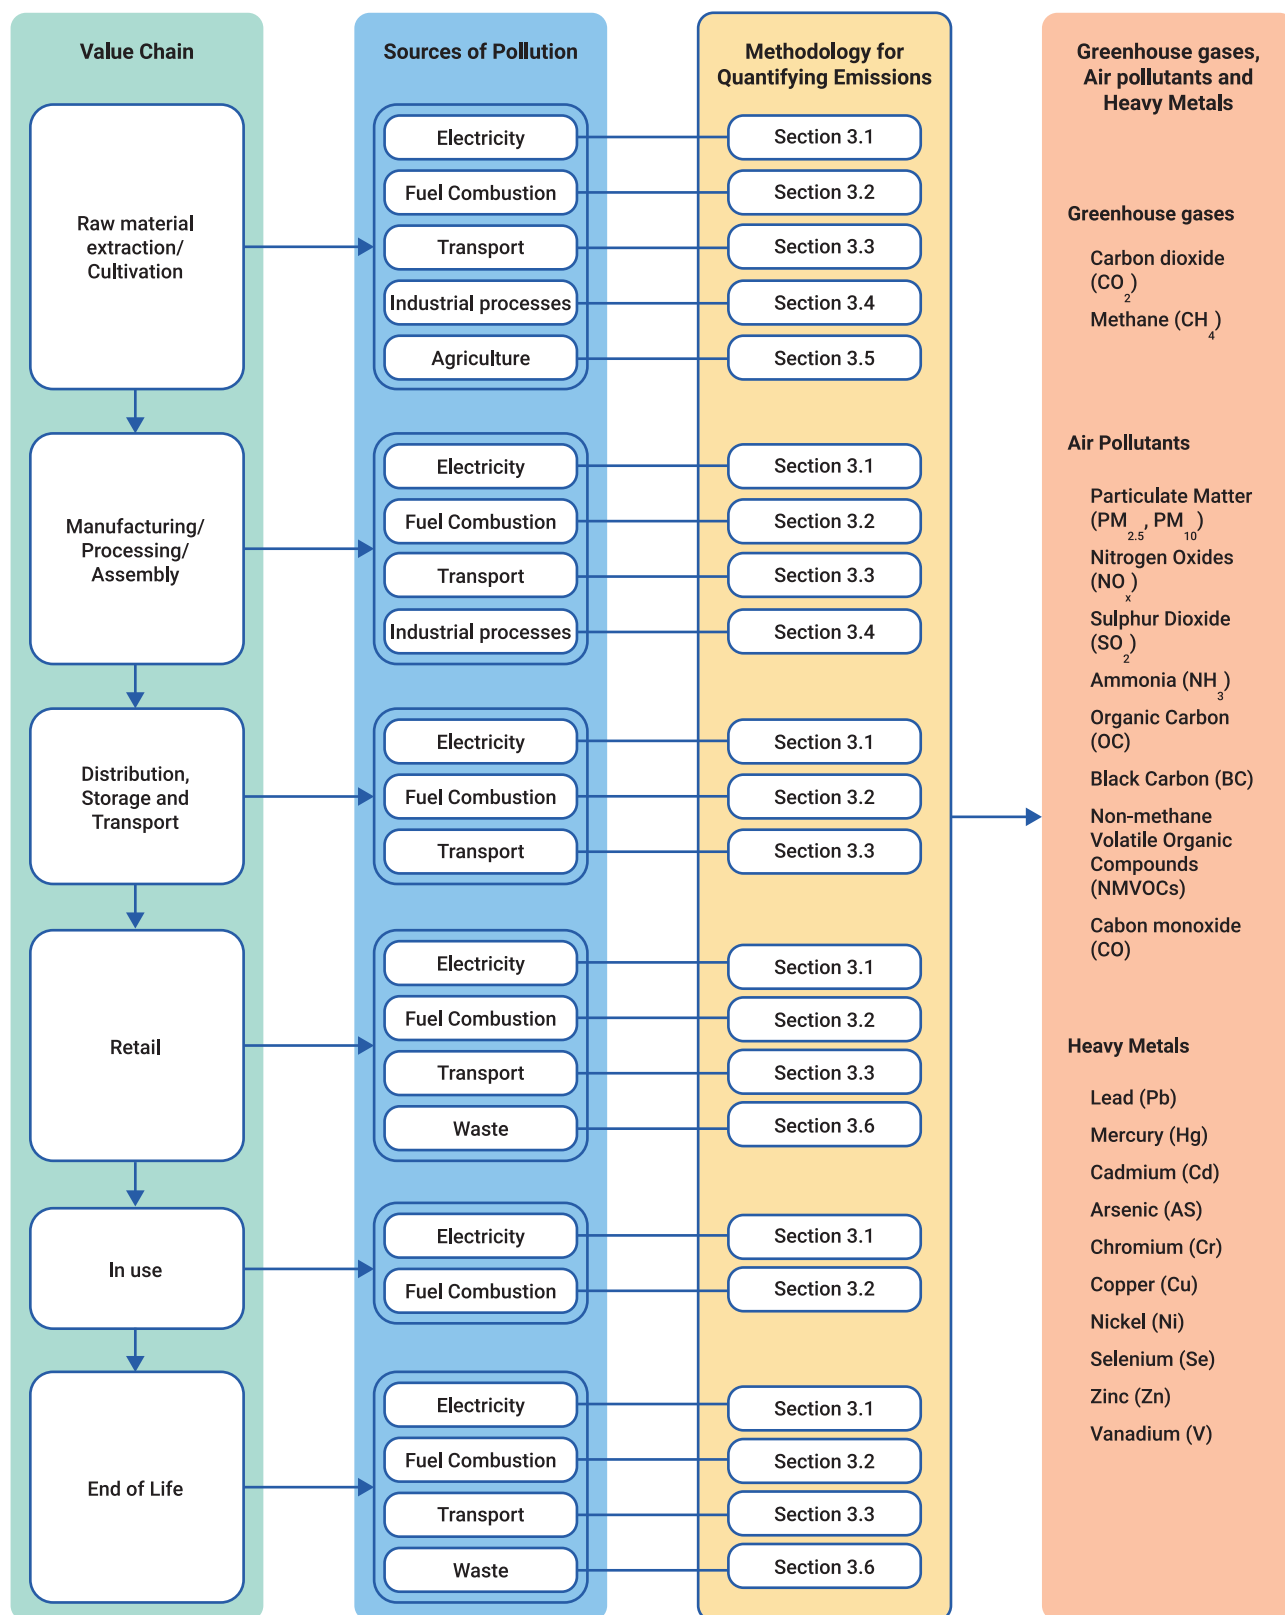 Value Chain
Raw material
extraction/
Cultivation
Manufacturing/
Processing/
Assembly
Distribution,
Storage and
Transport
Retail
In use
End of Life
Sources of Pollution
Electricity
Fuel Combustion
Transport
Industrial processes
Agriculture
Electricity
Fuel Combustion
Transport
Industrial processes
Electricity
Fuel Combustion
Transport
Electricity
Fuel Combustion
Transport
Waste
Electricity
Fuel Combustion
Electricity
Fuel Combustion
Transport
Waste
Methodology for
Quantifying Emissions
Section 3.1
Section 3.2
Section 3.3
Section 3.4
Section 3.5
Section 3.1
Section 3.2
Section 3.3
Section 3.4
Section 3.1
Section 3.2
Section 3.3
Section 3.1
Section 3.2
Section 3.3
Section 3.6
Section 3.1
Section 3.2
Section 3.1
Section 3.2
Section 3.3
Section 3.6
Greenhouse gases,
Air pollutants and
Heavy Metals
Greenhouse gases
Carbon dioxide
(CO₂)
Methane (CH₄)
Air Pollutants
Particulate Matter
(PM₂.₅, PM₁₀)
Nitrogen Oxides
(NOₓ)
Sulphur Dioxide
(SO₂)
Ammonia (NH₃)
Organic Carbon
(OC)
Black Carbon (BC)
Non-methane
Volatile Organic
Compounds
(NMVOCs)
Cabon monoxide
(CO)
Heavy Metals
Lead (Pb)
Mercury (Hg)
Cadmium (Cd)
Arsenic (AS)
Chromium (Cr)
Copper (Cu)
Nickel (Ni)
Selenium (Se)
Zinc (Zn)
Vanadium (V)